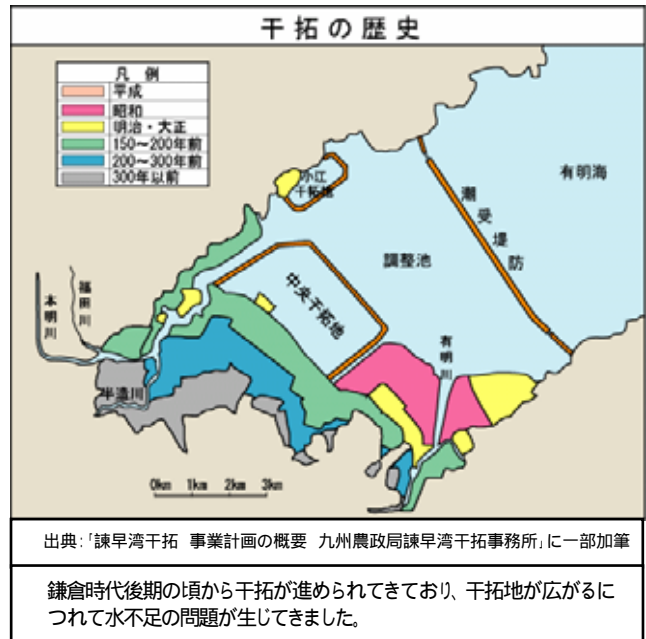 干拓の歴史
凡 例
平成
昭和
明治・大正
150～200年前
200～300年前
300年以前
有明海
小江
干拓地
潮受堤防
調整池
中央干拓地
本明川
福田川
有明川
半造川
0km 1km 2km 3km
出典:「諫早湾干拓 事業計画の概要 九州農政局諫早湾干拓事務所」に一部加筆
鎌倉時代後期の頃から干拓が進められてきており、干拓地が広がるに
つれて水不足の問題が生じてきました。